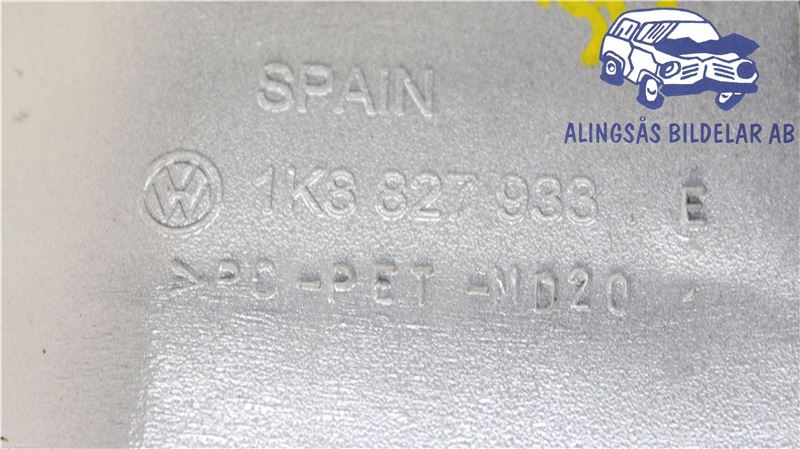 SPAIN
ALINGSÅS BILDELAR AB
1K8 827 933 E
>PC-PET-MD20